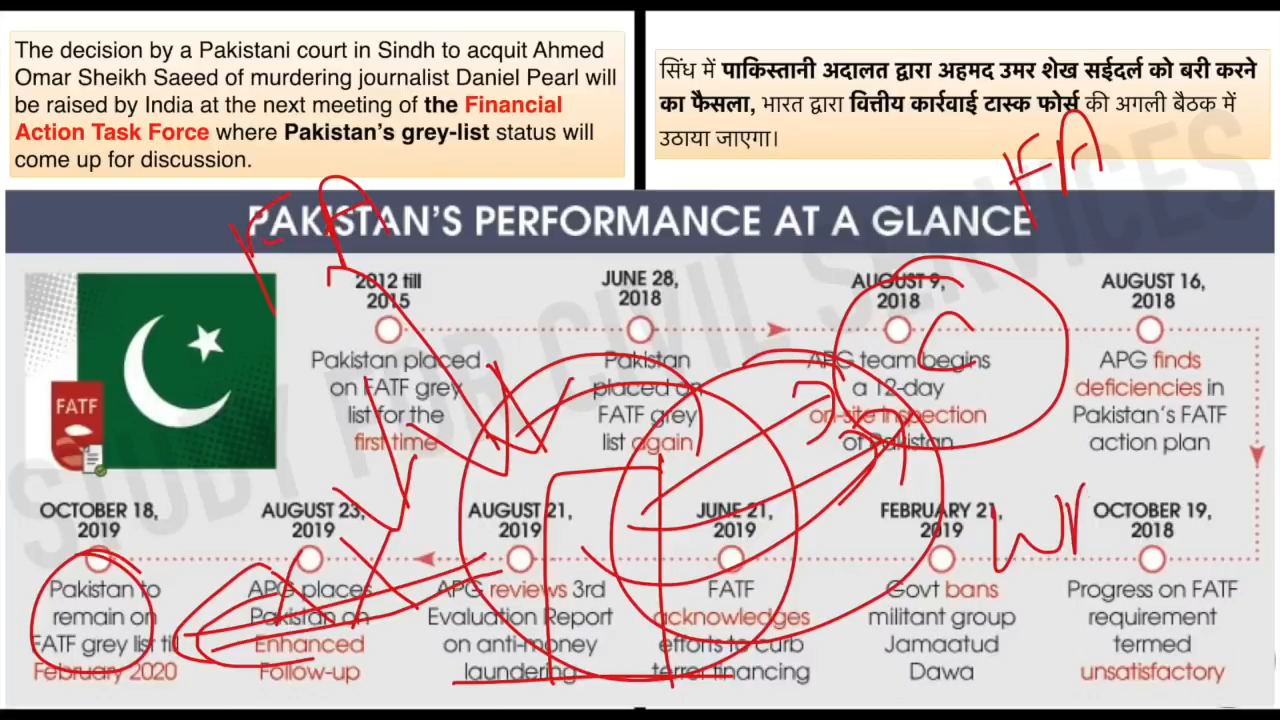 The decision by a Pakistani court in Sindh to acquit Ahmed
Omar Sheikh Saeed of murdering journalist Daniel Pearl will
be raised by India at the next meeting of the Financial
Action Task Force where Pakistan's grey-list status will
come up for discussion.
सिंध में पाकिस्तानी अदालत द्वारा अहमद उमर शेख सईदर्ल को बरी करने
का फैसला, भारत द्वारा वित्तीय कार्रवाई टास्क फोर्स की अगली बैठक में
उठाया जाएगा।
FA
FA
PAKISTAN'S PERFORMANCE AT A GLANCE
FATF
2012 till
2015
Pakistan placed
on FATF grey
list for the
first time
JUNE 28,
2018
Pakistan
placed on
FATF grey
list again
AUGUST 9,
2018
APG team begins
a 12-day
on-site inspection
of Pakistan
C
AUGUST 16,
2018
APG finds
deficiencies in
Pakistan's FATF
action plan
OCTOBER 19,
2018
Progress on FATF
requirement
termed
unsatisfactory
FEBRUARY 21,
2019
Govt bans
militant group
Jamaatud
Dawa
JUNE 21,
2019
FATF
acknowledges
efforts to curb
terror financing
AUGUST 21,
2019
APG reviews 3rd
Evaluation Report
on anti-money
laundering
AUGUST 23,
2019
APG places
Pakistan on
Enhanced
Follow-up
OCTOBER 18,
2019
Pakistan to
remain on
FATF grey list till
February 2020
STUDY FOR CIVIL SERVICES